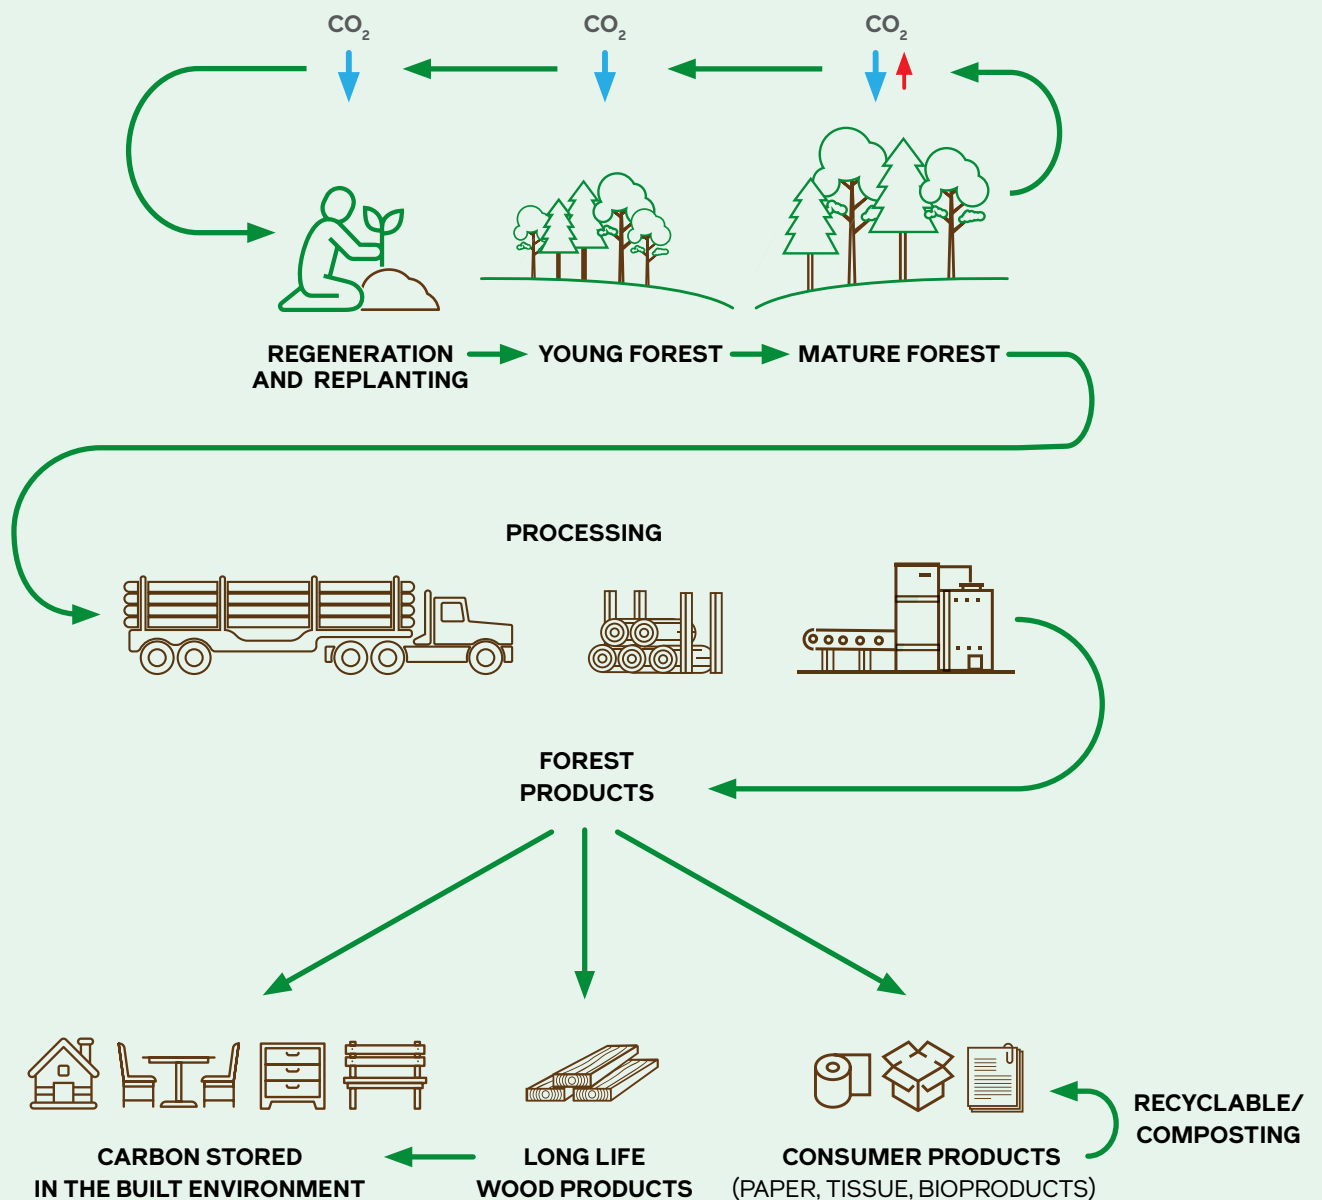 CO₂
CO₂
CO₂
REGENERATION
AND REPLANTING
YOUNG FOREST
MATURE FOREST
PROCESSING
FOREST
PRODUCTS
CARBON STORED
IN THE BUILT ENVIRONMENT
LONG LIFE
WOOD PRODUCTS
CONSUMER PRODUCTS
(PAPER, TISSUE, BIOPRODUCTS)
RECYCLABLE/
COMPOSTING